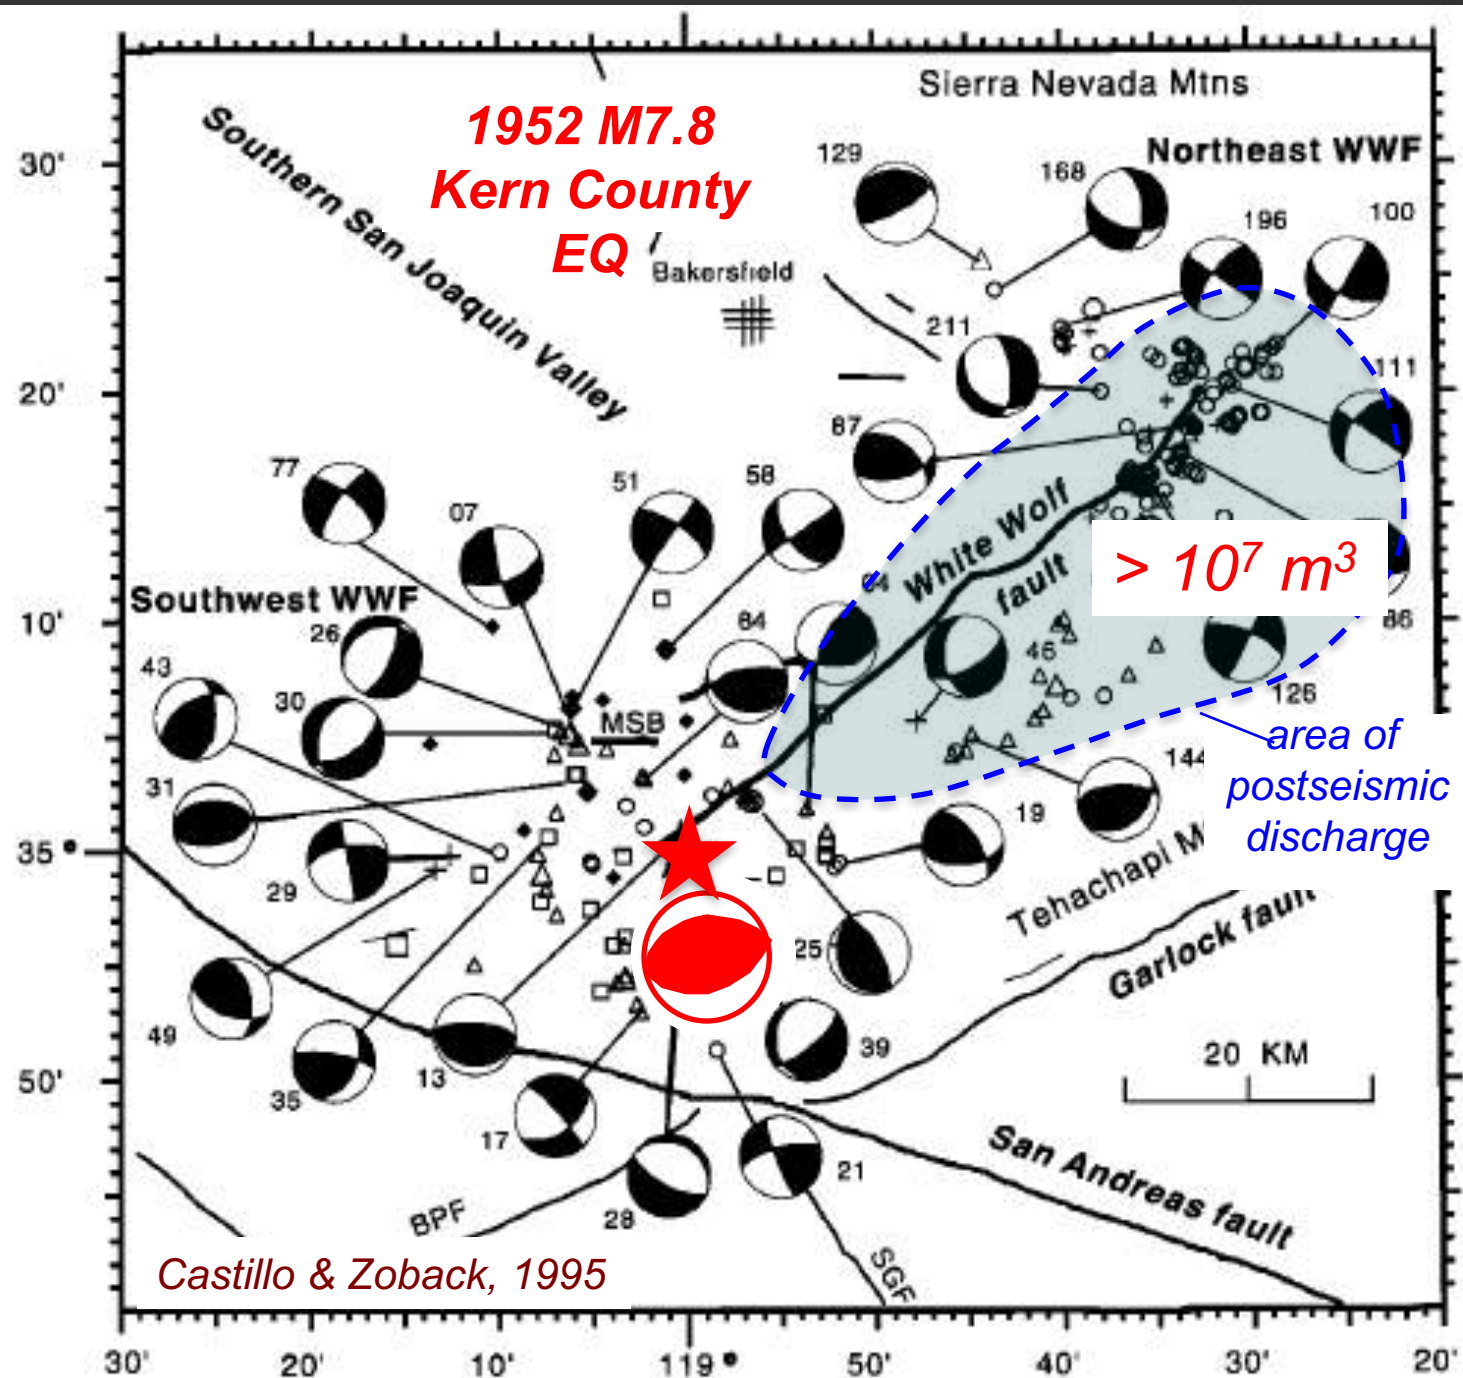 Sierra Nevada Mtns
1952 M7.8
Kern County
EQ
Southern San Joaquin Valley
Northeast WWF
30'
129
168
196
100
Bakersfield
211
111
20'
87
77
07
51
58
White Wolf
fault
> 10⁷ m³
Southwest WWF
10'
26
84
86
43
46
30
126
MSB
area of
postseismic
discharge
144
31
19
35°
29
Tehachapi M
Garlock fault
25
49
39
20 KM
50'
35
13
17
21
28
San Andreas fault
BPF
SGF
Castillo & Zoback, 1995
30'
20'
10'
119°
50'
40'
30'
20'